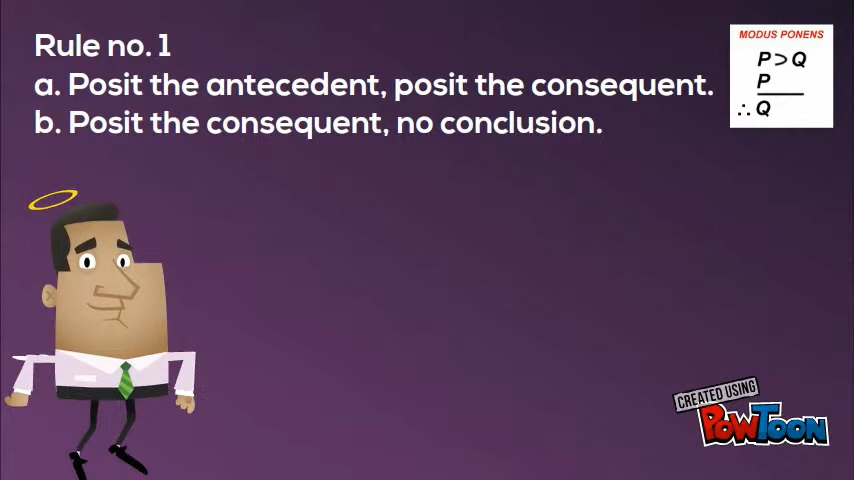 Rule no. 1
a. Posit the antecedent, posit the consequent.
b. Posit the consequent, no conclusion.
MODUS PONENS
P ⊃ Q
P
∴ Q
CREATED USING
POWTOON